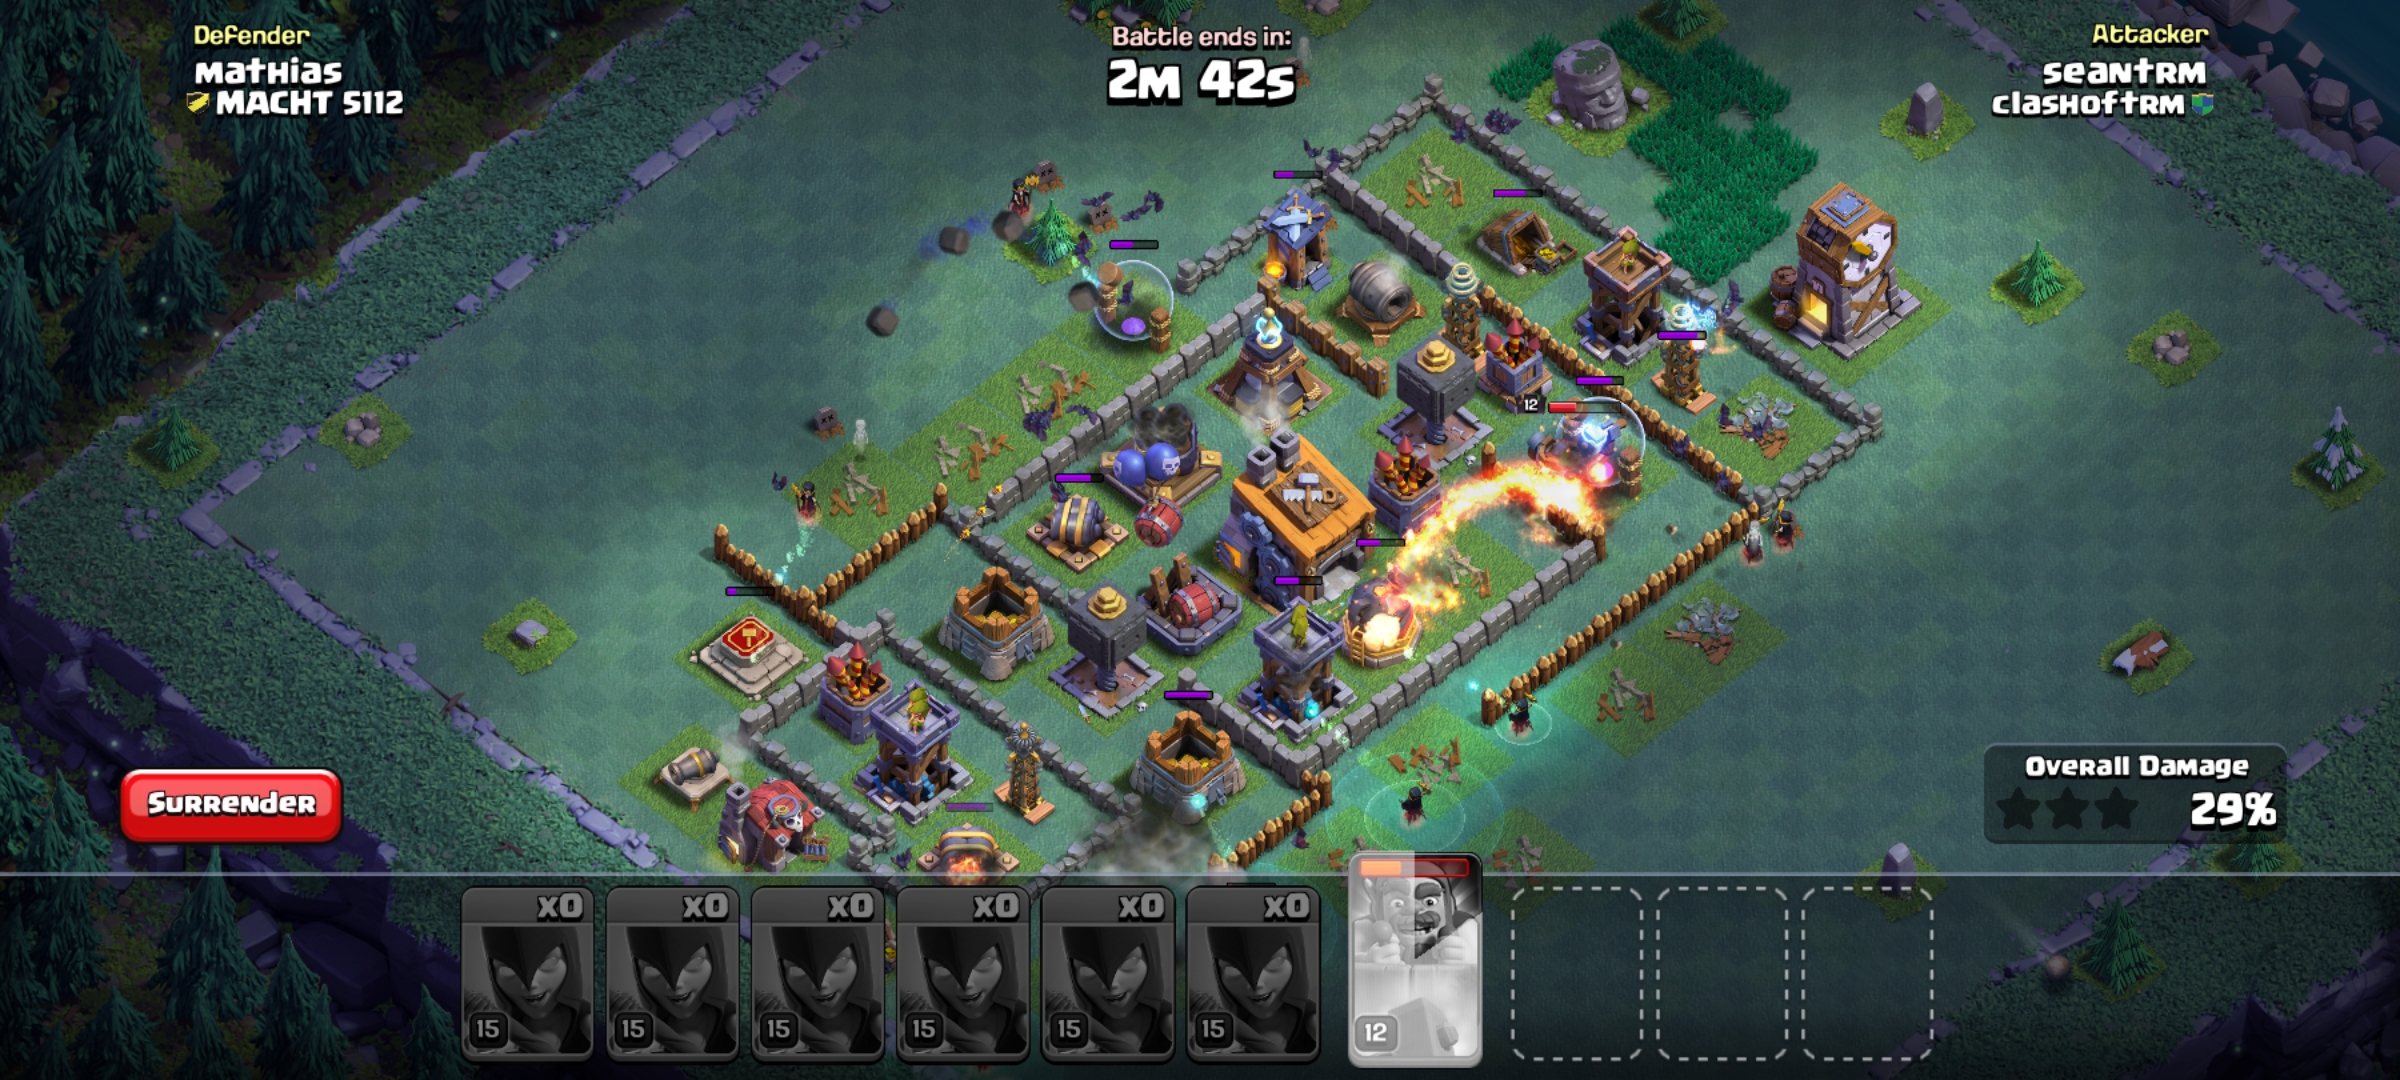 Defender
Mathias
MACHT 5112
Battle ends in:
2M 42s
Attacker
seantRM
clashoftRM
12
Surrender
Overall Damage
29%
x0
x0
x0
x0
x0
x0
15
15
15
15
15
15
12